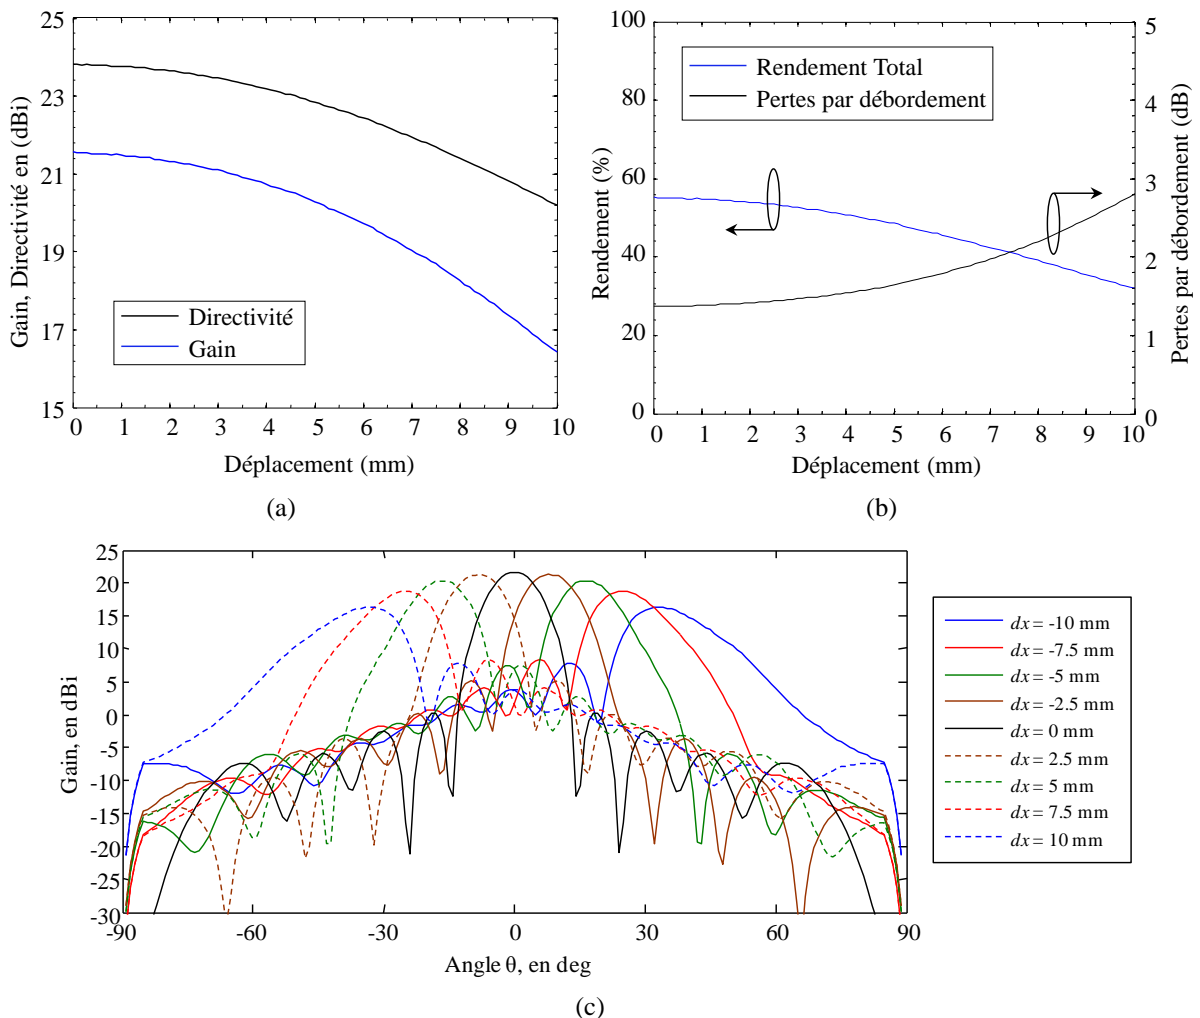 25
23
21
19
17
15
Gain, Directivité en (dBi)
Directivité
Gain
0 1 2 3 4 5 6 7 8 9 10
Déplacement (mm)
(a)
100
80
60
40
20
0
Rendement (%)
Rendement Total
Pertes par débordement
5
4
3
2
1
0
Pertes par débordement (dB)
0 1 2 3 4 5 6 7 8 9 10
Déplacement (mm)
(b)
25
20
15
10
5
0
-5
-10
-15
-20
-25
-30
Gain, en dBi
-90 -60 -30 0 30 60 90
Angle θ, en deg
dx = -10 mm
dx = -7.5 mm
dx = -5 mm
dx = -2.5 mm
dx = 0 mm
dx = 2.5 mm
dx = 5 mm
dx = 7.5 mm
dx = 10 mm
(c)